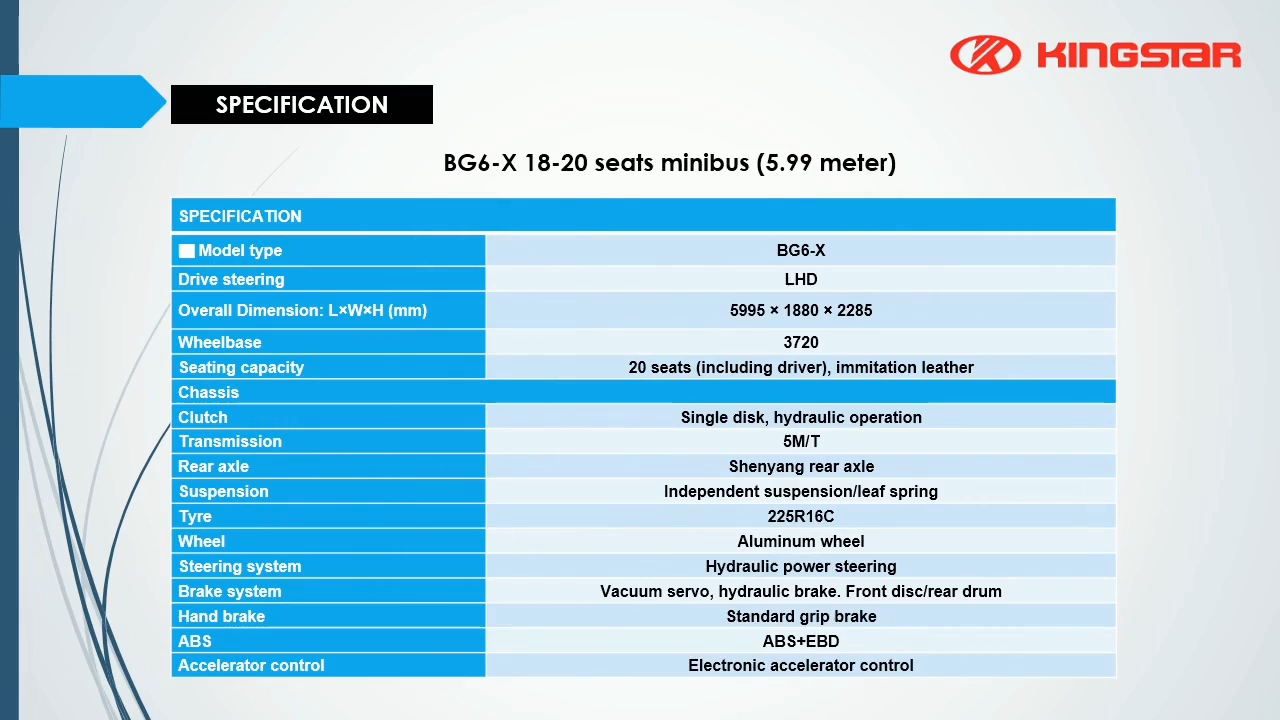 KINGSTAR
SPECIFICATION
BG6-X 18-20 seats minibus (5.99 meter)
SPECIFICATION
Model type BG6-X
Drive steering LHD
Overall Dimension: L×W×H (mm) 5995 × 1880 × 2285
Wheelbase 3720
Seating capacity 20 seats (including driver), immitation leather
Chassis
Clutch Single disk, hydraulic operation
Transmission 5M/T
Rear axle Shenyang rear axle
Suspension Independent suspension/leaf spring
Tyre 225R16C
Wheel Aluminum wheel
Steering system Hydraulic power steering
Brake system Vacuum servo, hydraulic brake. Front disc/rear drum
Hand brake Standard grip brake
ABS ABS+EBD
Accelerator control Electronic accelerator control